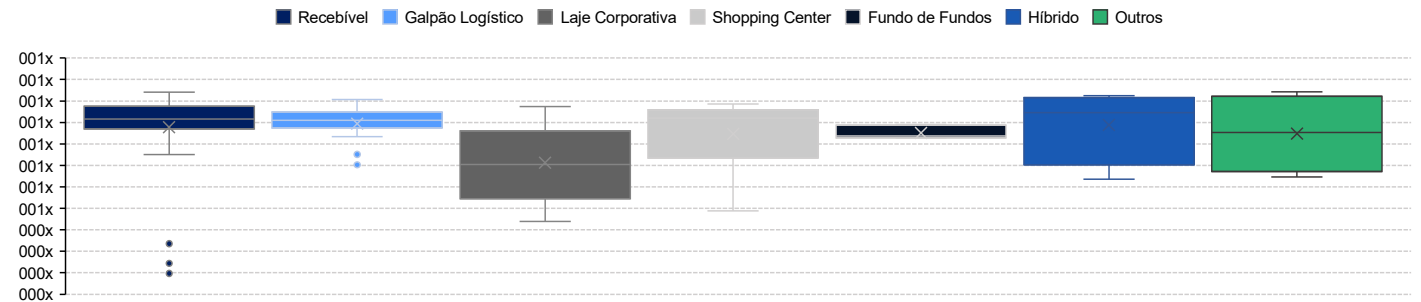 Recebível Galpão Logístico Laje Corporativa Shopping Center Fundo de Fundos Híbrido Outros
001x
001x
001x
001x
001x
001x
001x
001x
000x
000x
000x
000x